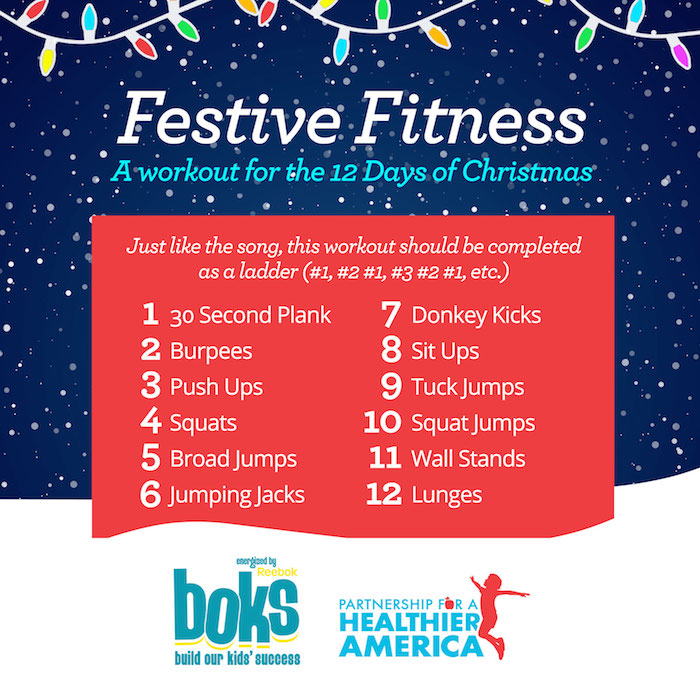 Festive Fitness
A workout for the 12 Days of Christmas
Just like the song, this workout should be completed
as a ladder (#1, #2 #1, #3 #2 #1, etc.)
1 30 Second Plank
2 Burpees
3 Push Ups
4 Squats
5 Broad Jumps
6 Jumping Jacks
7 Donkey Kicks
8 Sit Ups
9 Tuck Jumps
10 Squat Jumps
11 Wall Stands
12 Lunges
energized by
Reebok
boks
build our kids' success
PARTNERSHIP FOR A
HEALTHIER
AMERICA